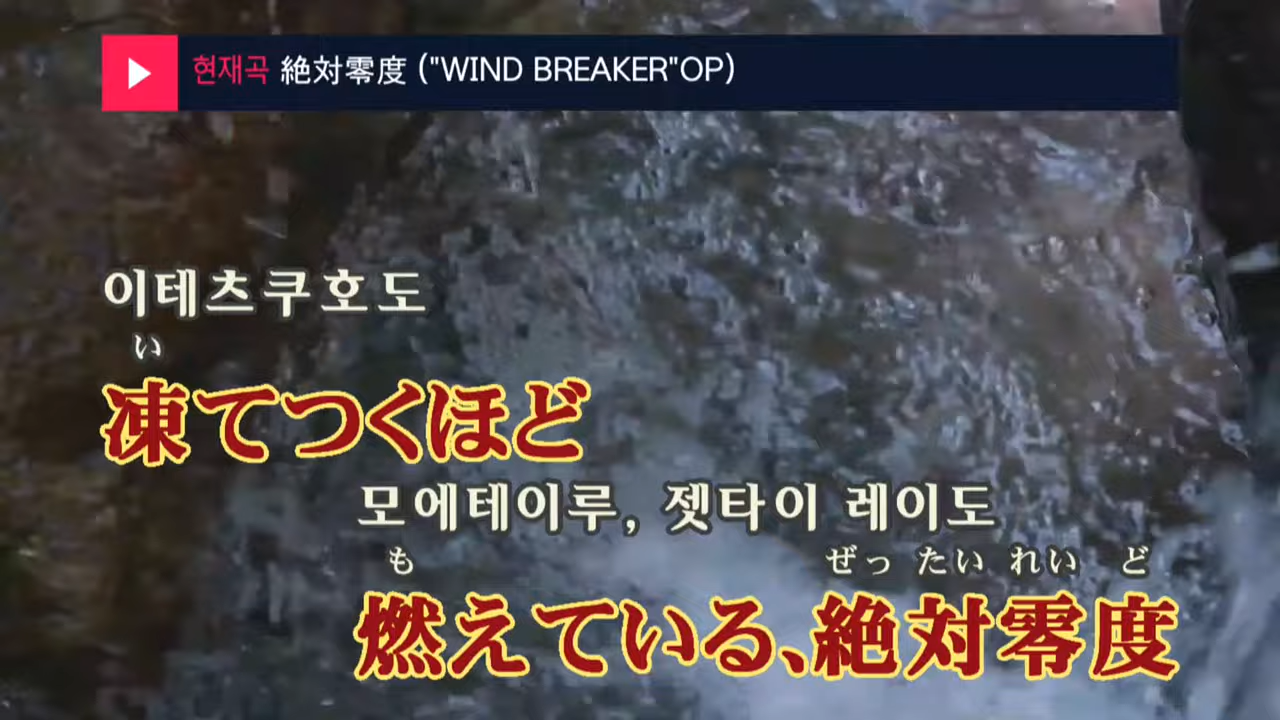 현재곡 絶対零度 ("WIND BREAKER"OP)
이테츠쿠호도
い
凍てつくほど
모에테이루, 젯타이 레이도
も ぜっ たい れい ど
燃えている、絶対零度